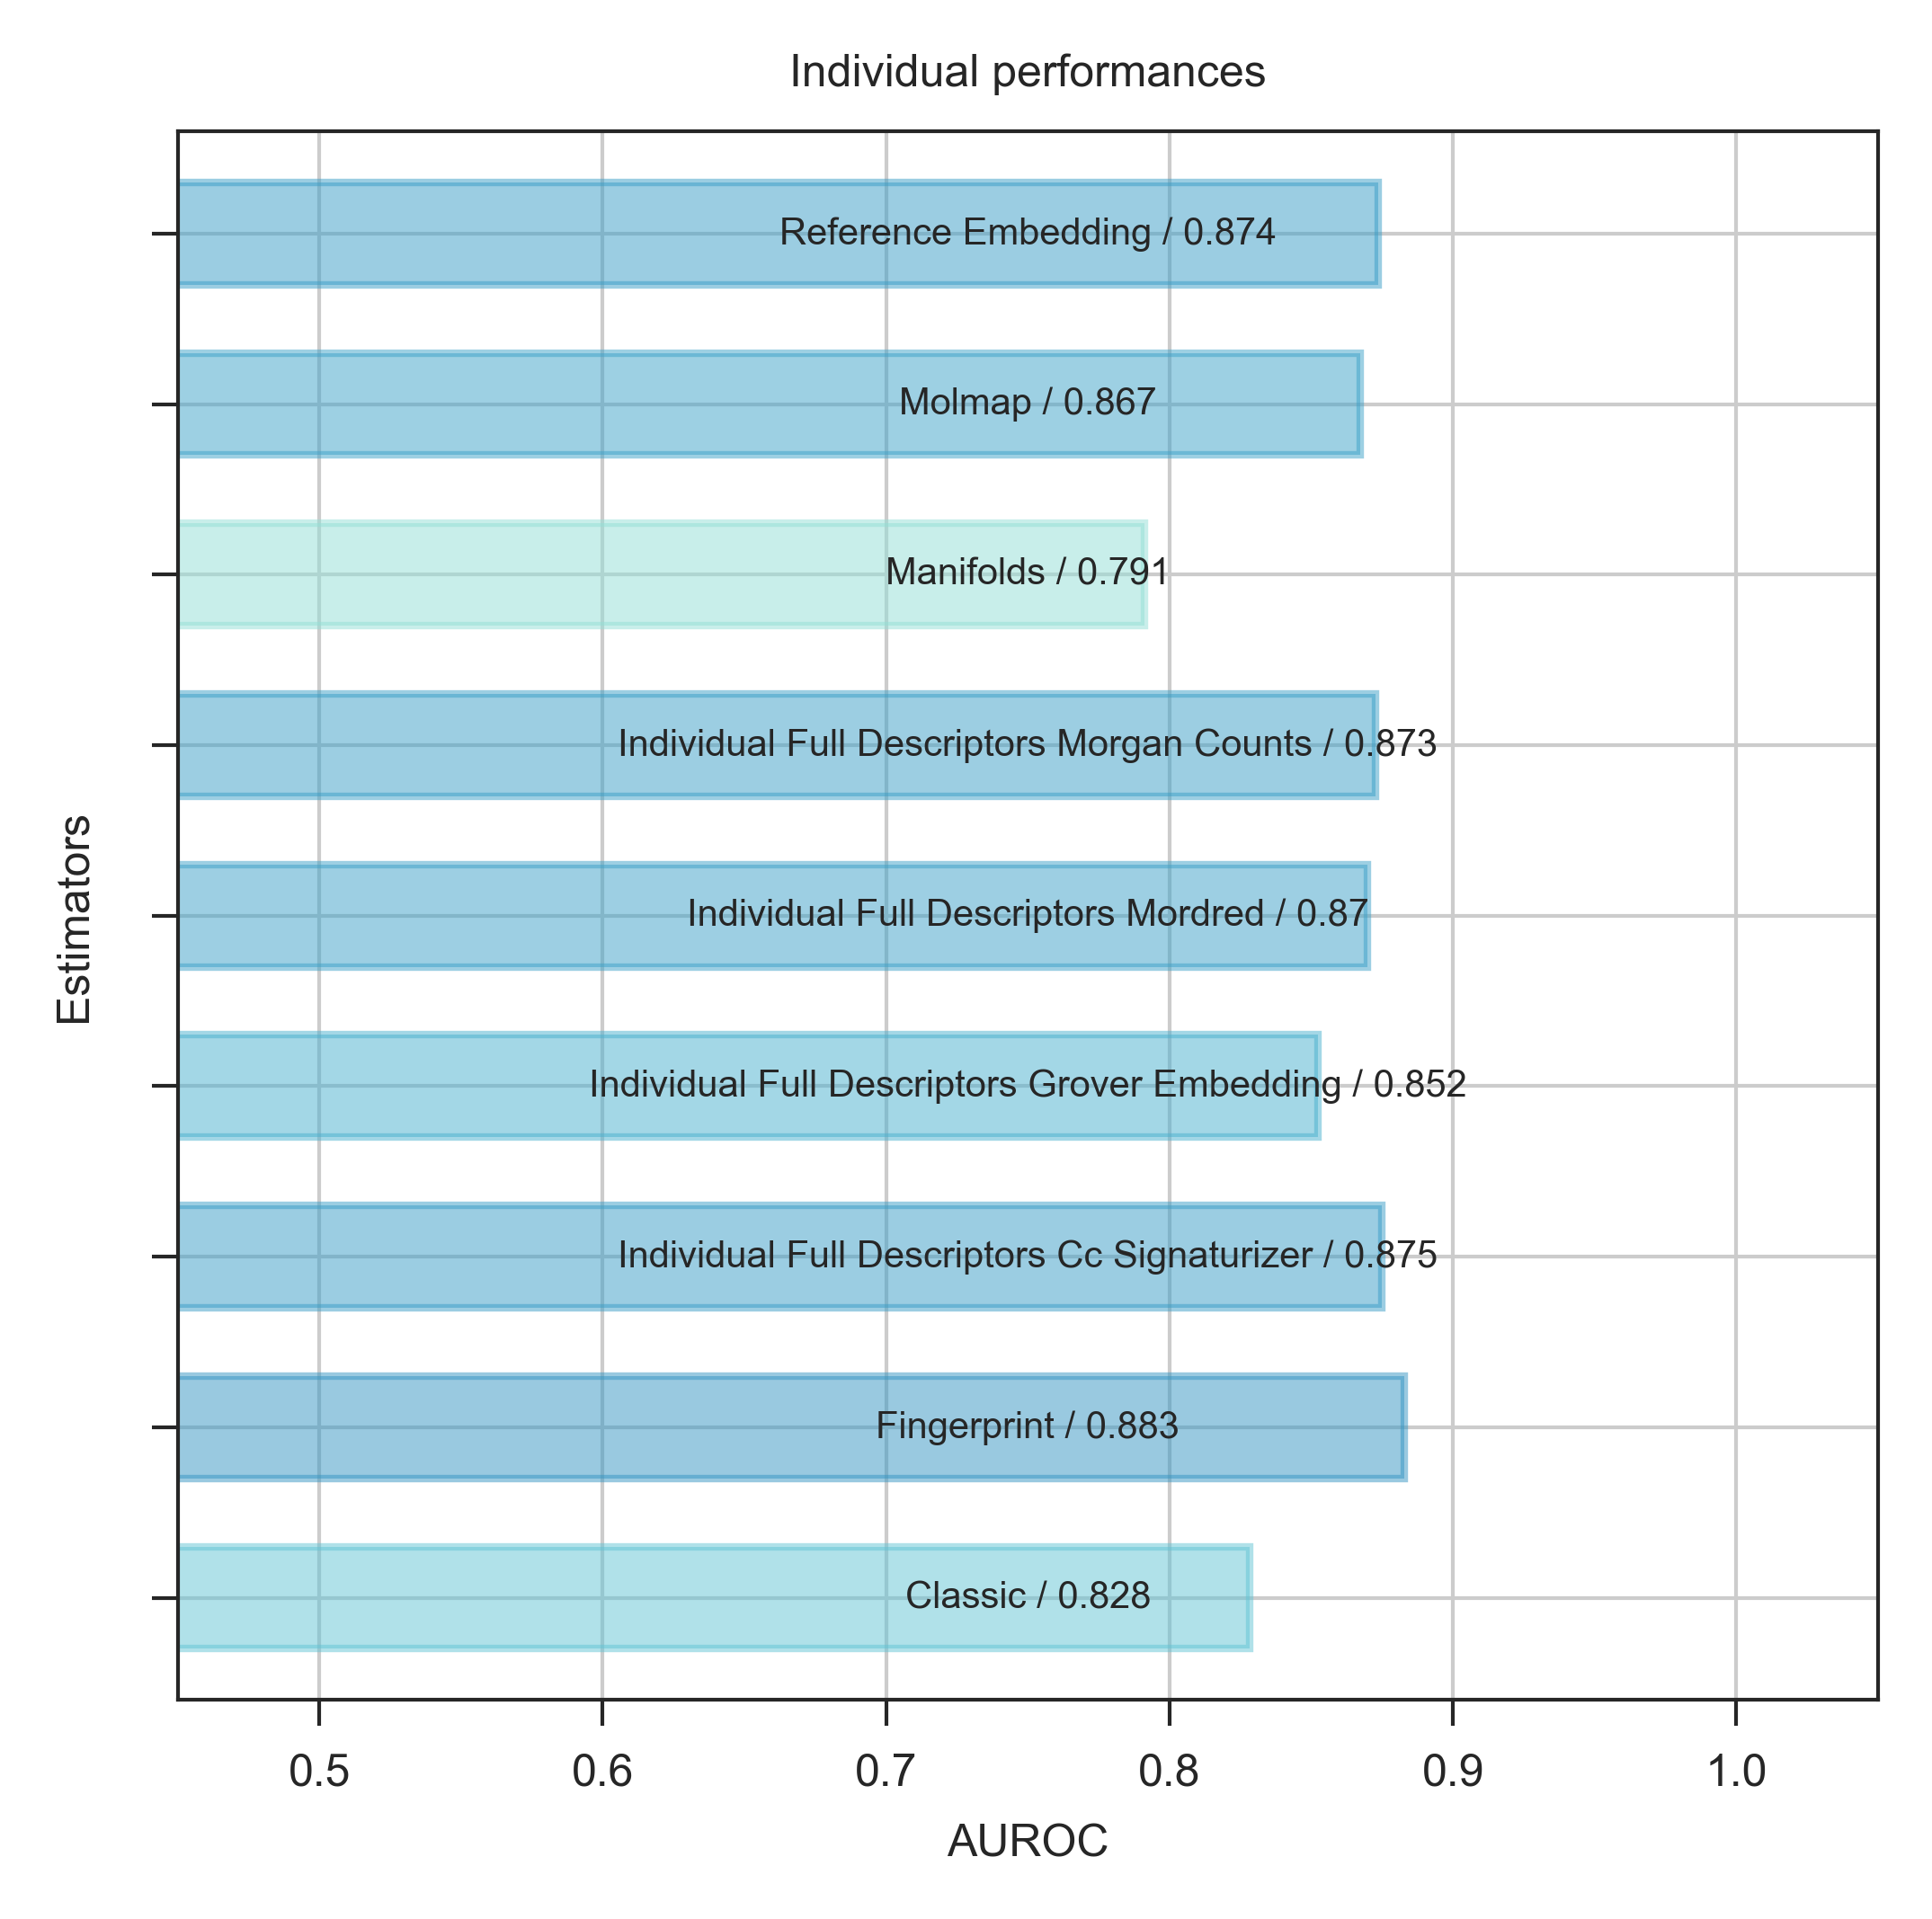 Individual performances
Reference Embedding / 0.874
Molmap / 0.867
Manifolds / 0.791
Individual Full Descriptors Morgan Counts / 0.873
Individual Full Descriptors Mordred / 0.87
Individual Full Descriptors Grover Embedding / 0.852
Individual Full Descriptors Cc Signaturizer / 0.875
Fingerprint / 0.883
Classic / 0.828
Estimators
0.5 0.6 0.7 0.8 0.9 1.0
AUROC